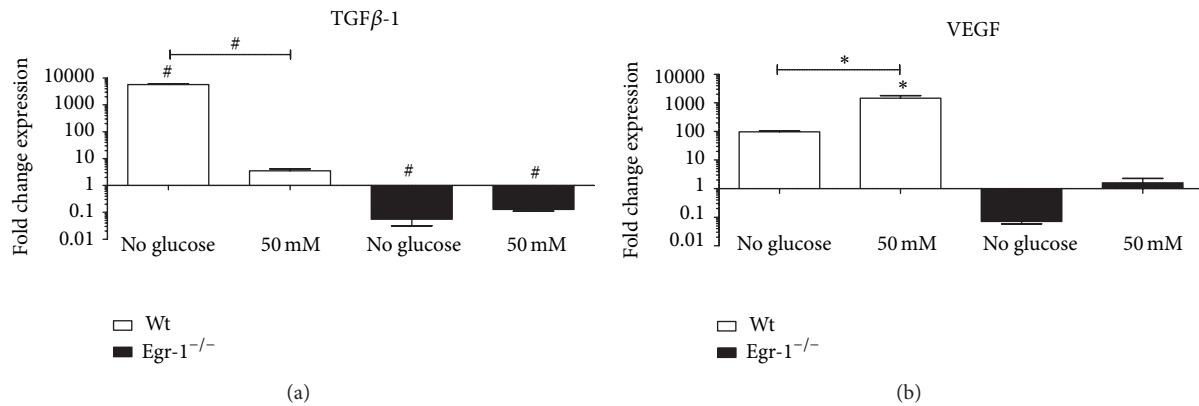 TGFβ-1
#
#
#
#
Fold change expression
10000
1000
100
10
1
0.1
0.01
No glucose
50 mM
No glucose
50 mM
Wt
Egr-1−/−
(a)
VEGF
*
*
Fold change expression
10000
1000
100
10
1
0.1
0.01
No glucose
50 mM
No glucose
50 mM
Wt
Egr-1−/−
(b)